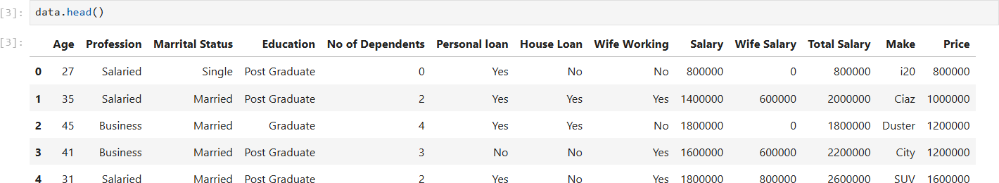 [3]: data.head()
[3]: Age Profession Marrital Status Education No of Dependents Personal loan House Loan Wife Working Salary Wife Salary Total Salary Make Price
0 27 Salaried Single Post Graduate 0 Yes No No 800000 0 800000 i20 800000
1 35 Salaried Married Post Graduate 2 Yes Yes Yes 1400000 600000 2000000 Ciaz 1000000
2 45 Business Married Graduate 4 Yes Yes No 1800000 0 1800000 Duster 1200000
3 41 Business Married Post Graduate 3 No No Yes 1600000 600000 2200000 City 1200000
4 31 Salaried Married Post Graduate 2 Yes No Yes 1800000 800000 2600000 SUV 1600000